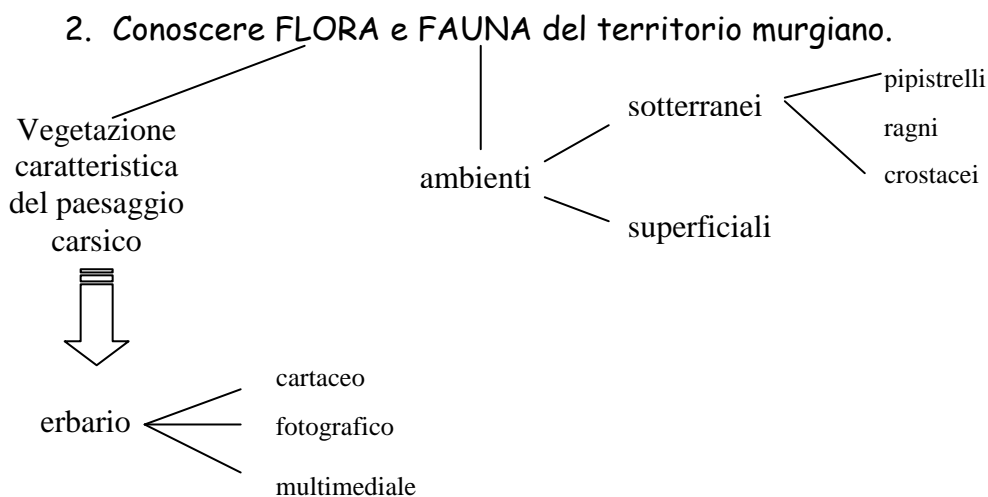 2. Conoscere FLORA e FAUNA del territorio murgiano.
Vegetazione
caratteristica
del paesaggio
carsico
erbario
cartaceo
fotografico
multimediale
ambienti
sotterranei
pipistrelli
ragni
crostacei
superficiali